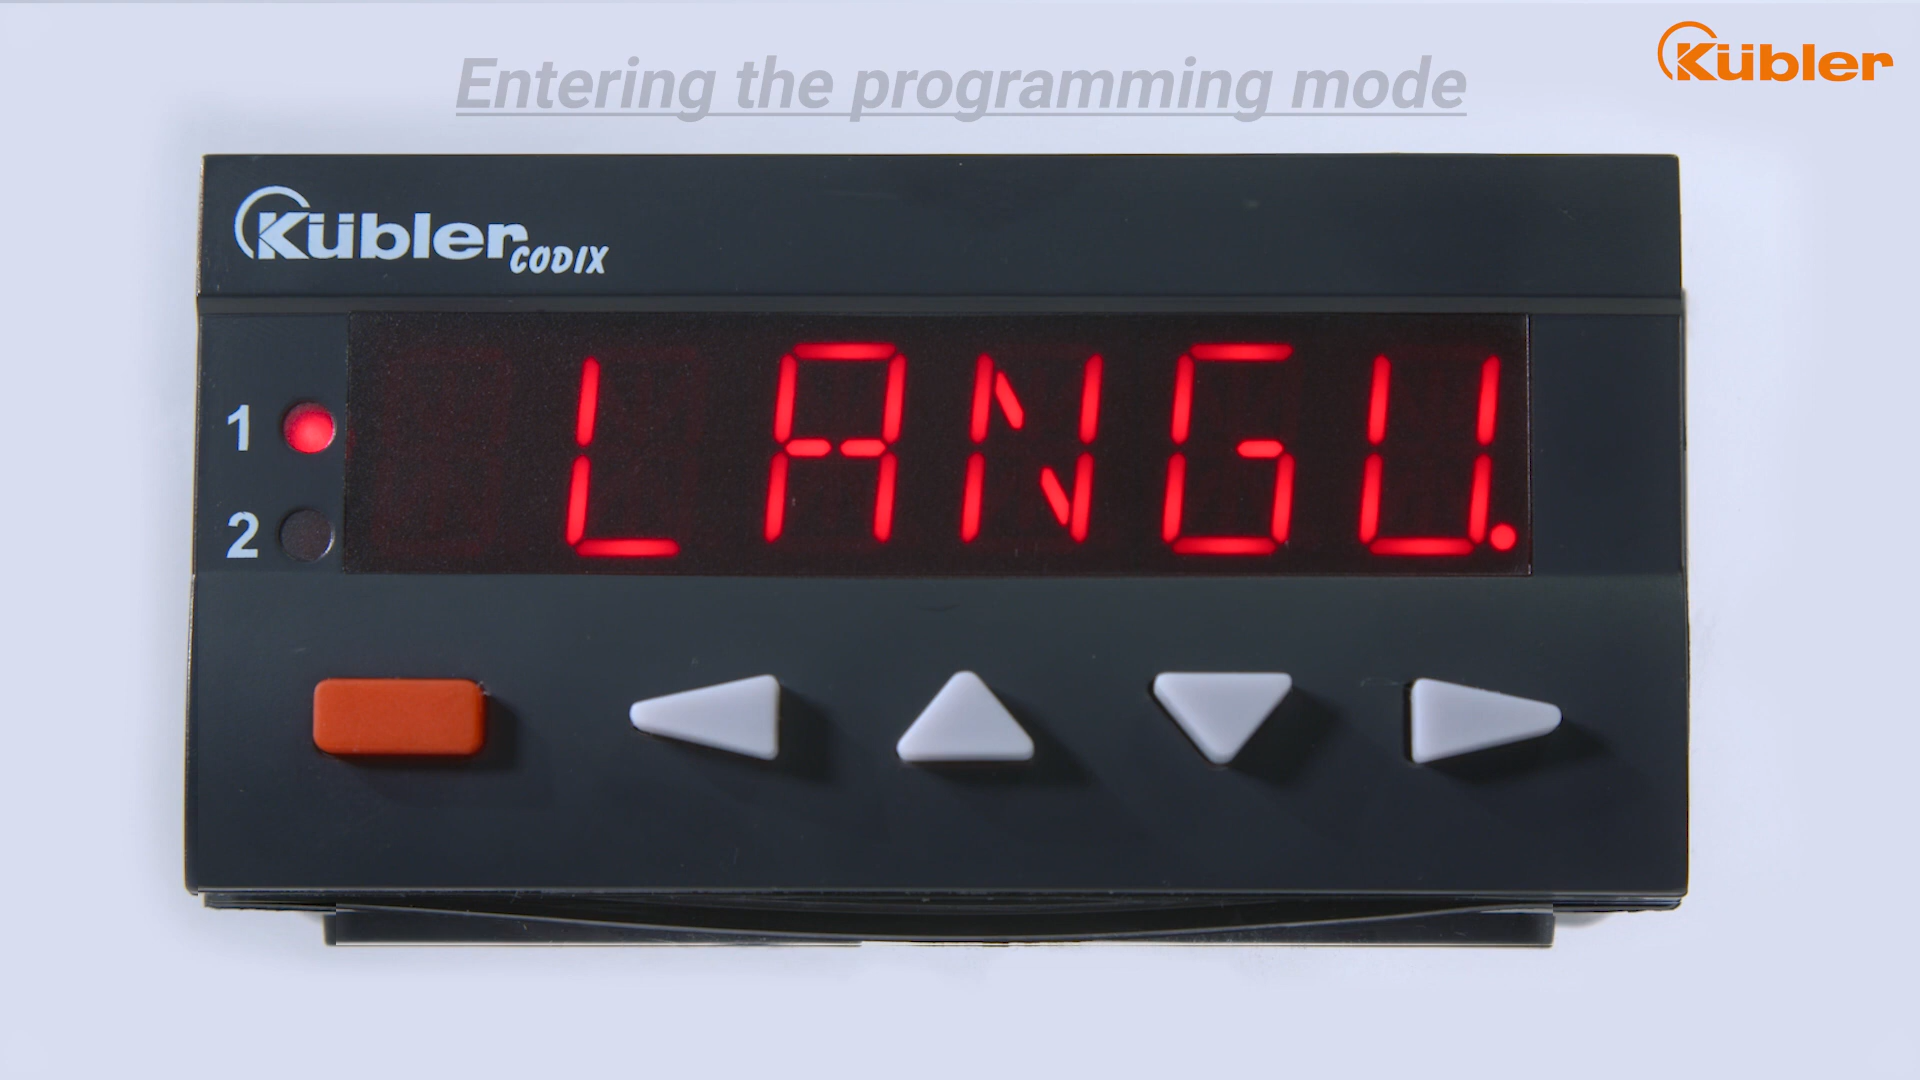 Entering the programming mode
Kübler
Kübler CODIX
1
LANGU.
2